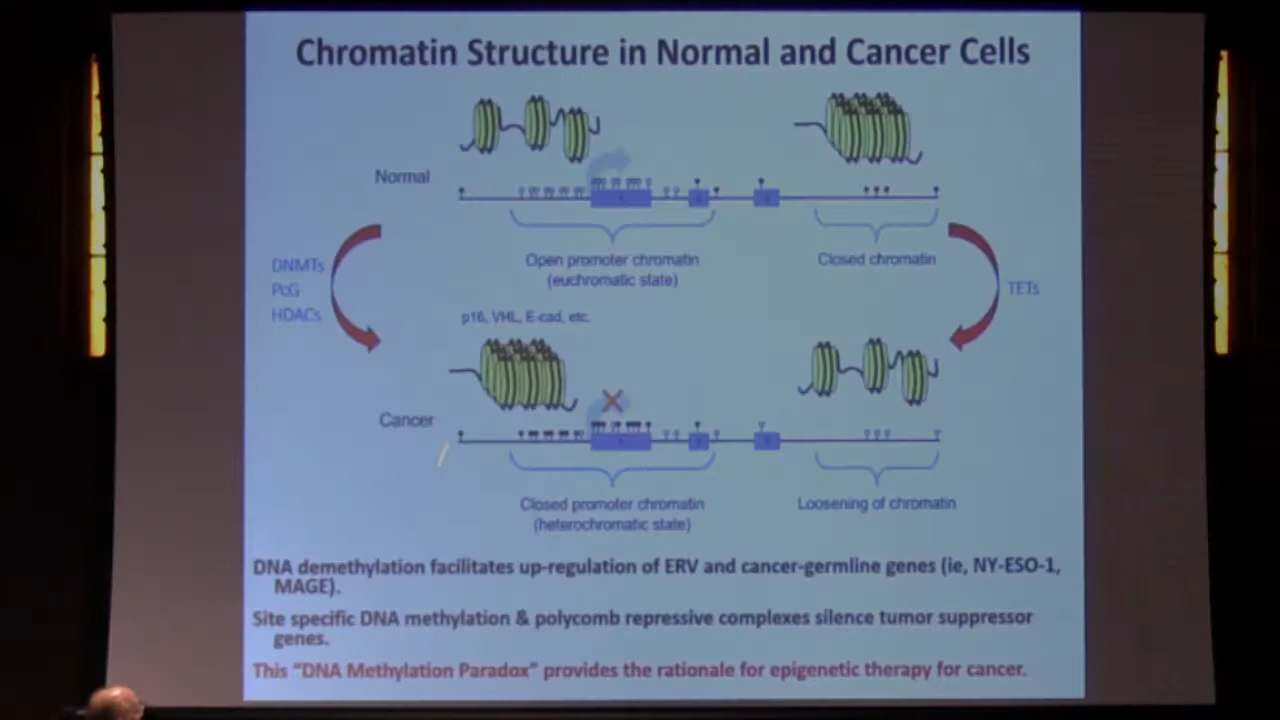 Chromatin Structure in Normal and Cancer Cells
Normal
Open promoter chromatin
(euchromatic state)
Closed chromatin
DNMTs
PcG
HDACs
TETs
p16, VHL, E-cad, etc.
Cancer
Closed promoter chromatin
(heterochromatic state)
Loosening of chromatin
DNA demethylation facilitates up-regulation of ERV and cancer-germline genes (ie, NY-ESO-1,
MAGE).
Site specific DNA methylation & polycomb repressive complexes silence tumor suppressor
genes.
This “DNA Methylation Paradox” provides the rationale for epigenetic therapy for cancer.